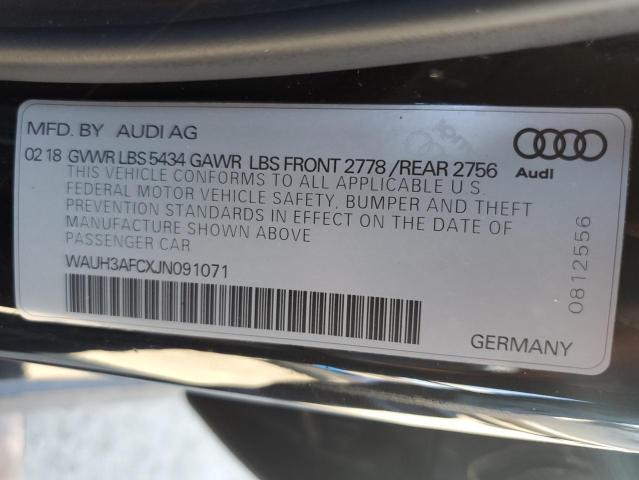 MFD. BY AUDI AG
02 18 GVWR LBS 5434 GAWR LBS FRONT 2778 /REAR 2756
THIS VEHICLE CONFORMS TO ALL APPLICABLE U.S.
FEDERAL MOTOR VEHICLE SAFETY, BUMPER AND THEFT
PREVENTION STANDARDS IN EFFECT ON THE DATE OF
MANUFACTURE SHOWN ABOVE
PASSENGER CAR
WAUH3AFCXJN091071
Audi
0812556
GERMANY